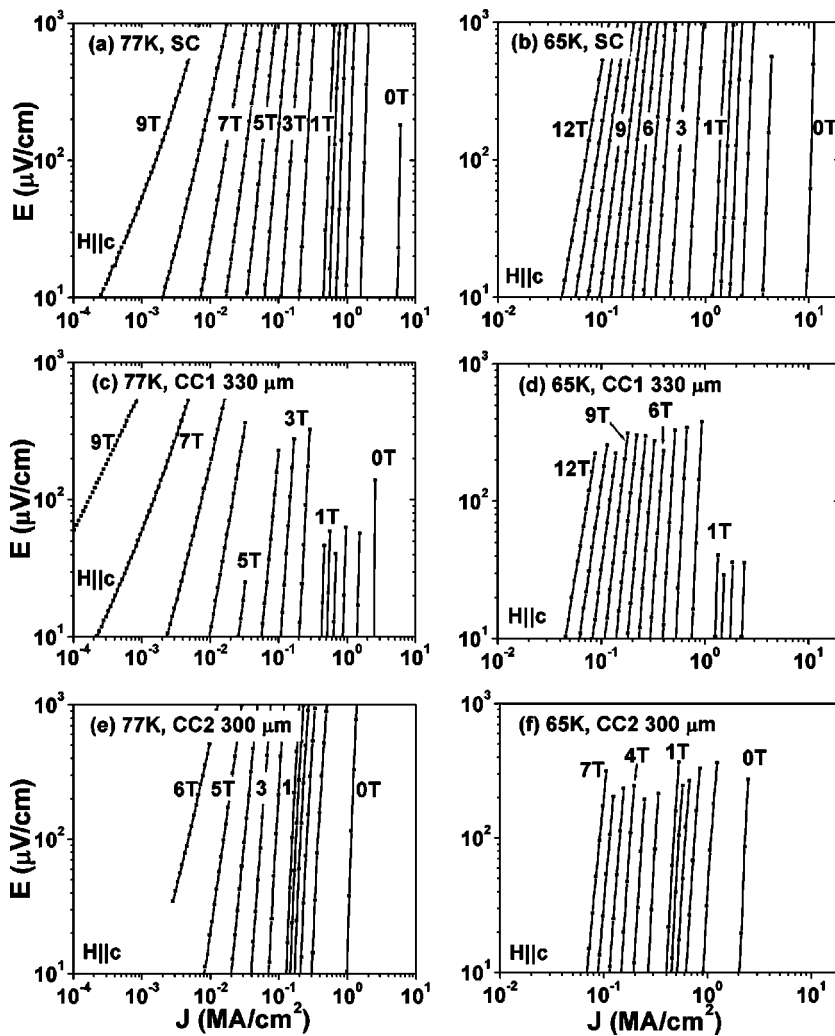 (a) 77K, SC
9T 7T 5T 3T 1T 0T
H||c
E (μV/cm)
10³
10²
10¹
10⁻⁴ 10⁻³ 10⁻² 10⁻¹ 10⁰ 10¹
(b) 65K, SC
12T 9 6 3 1T 0T
H||c
10³
10²
10¹
10⁻² 10⁻¹ 10⁰ 10¹
(c) 77K, CC1 330 μm
9T 7T 5T 3T 1T 0T
H||c
E (μV/cm)
10³
10²
10¹
10⁻⁴ 10⁻³ 10⁻² 10⁻¹ 10⁰ 10¹
(d) 65K, CC1 330 μm
12T 9T 6T 1T
H||c
10³
10²
10¹
10⁻² 10⁻¹ 10⁰ 10¹
(e) 77K, CC2 300 μm
6T 5T 3 1 0T
H||c
E (μV/cm)
10³
10²
10¹
10⁻⁴ 10⁻³ 10⁻² 10⁻¹ 10⁰ 10¹
J (MA/cm²)
(f) 65K, CC2 300 μm
7T 4T 1T 0T
H||c
10³
10²
10¹
10⁻² 10⁻¹ 10⁰ 10¹
J (MA/cm²)